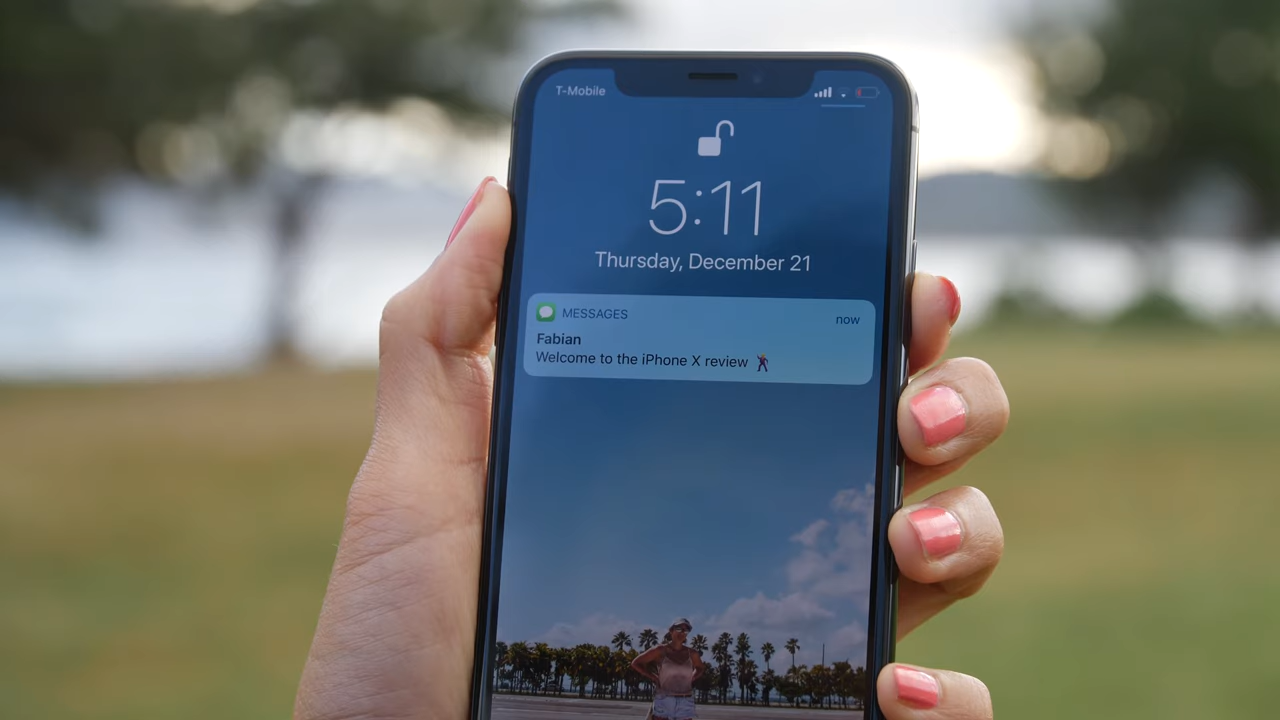 T-Mobile
5:11
Thursday, December 21
MESSAGES
now
Fabian
Welcome to the iPhone X review 🕺